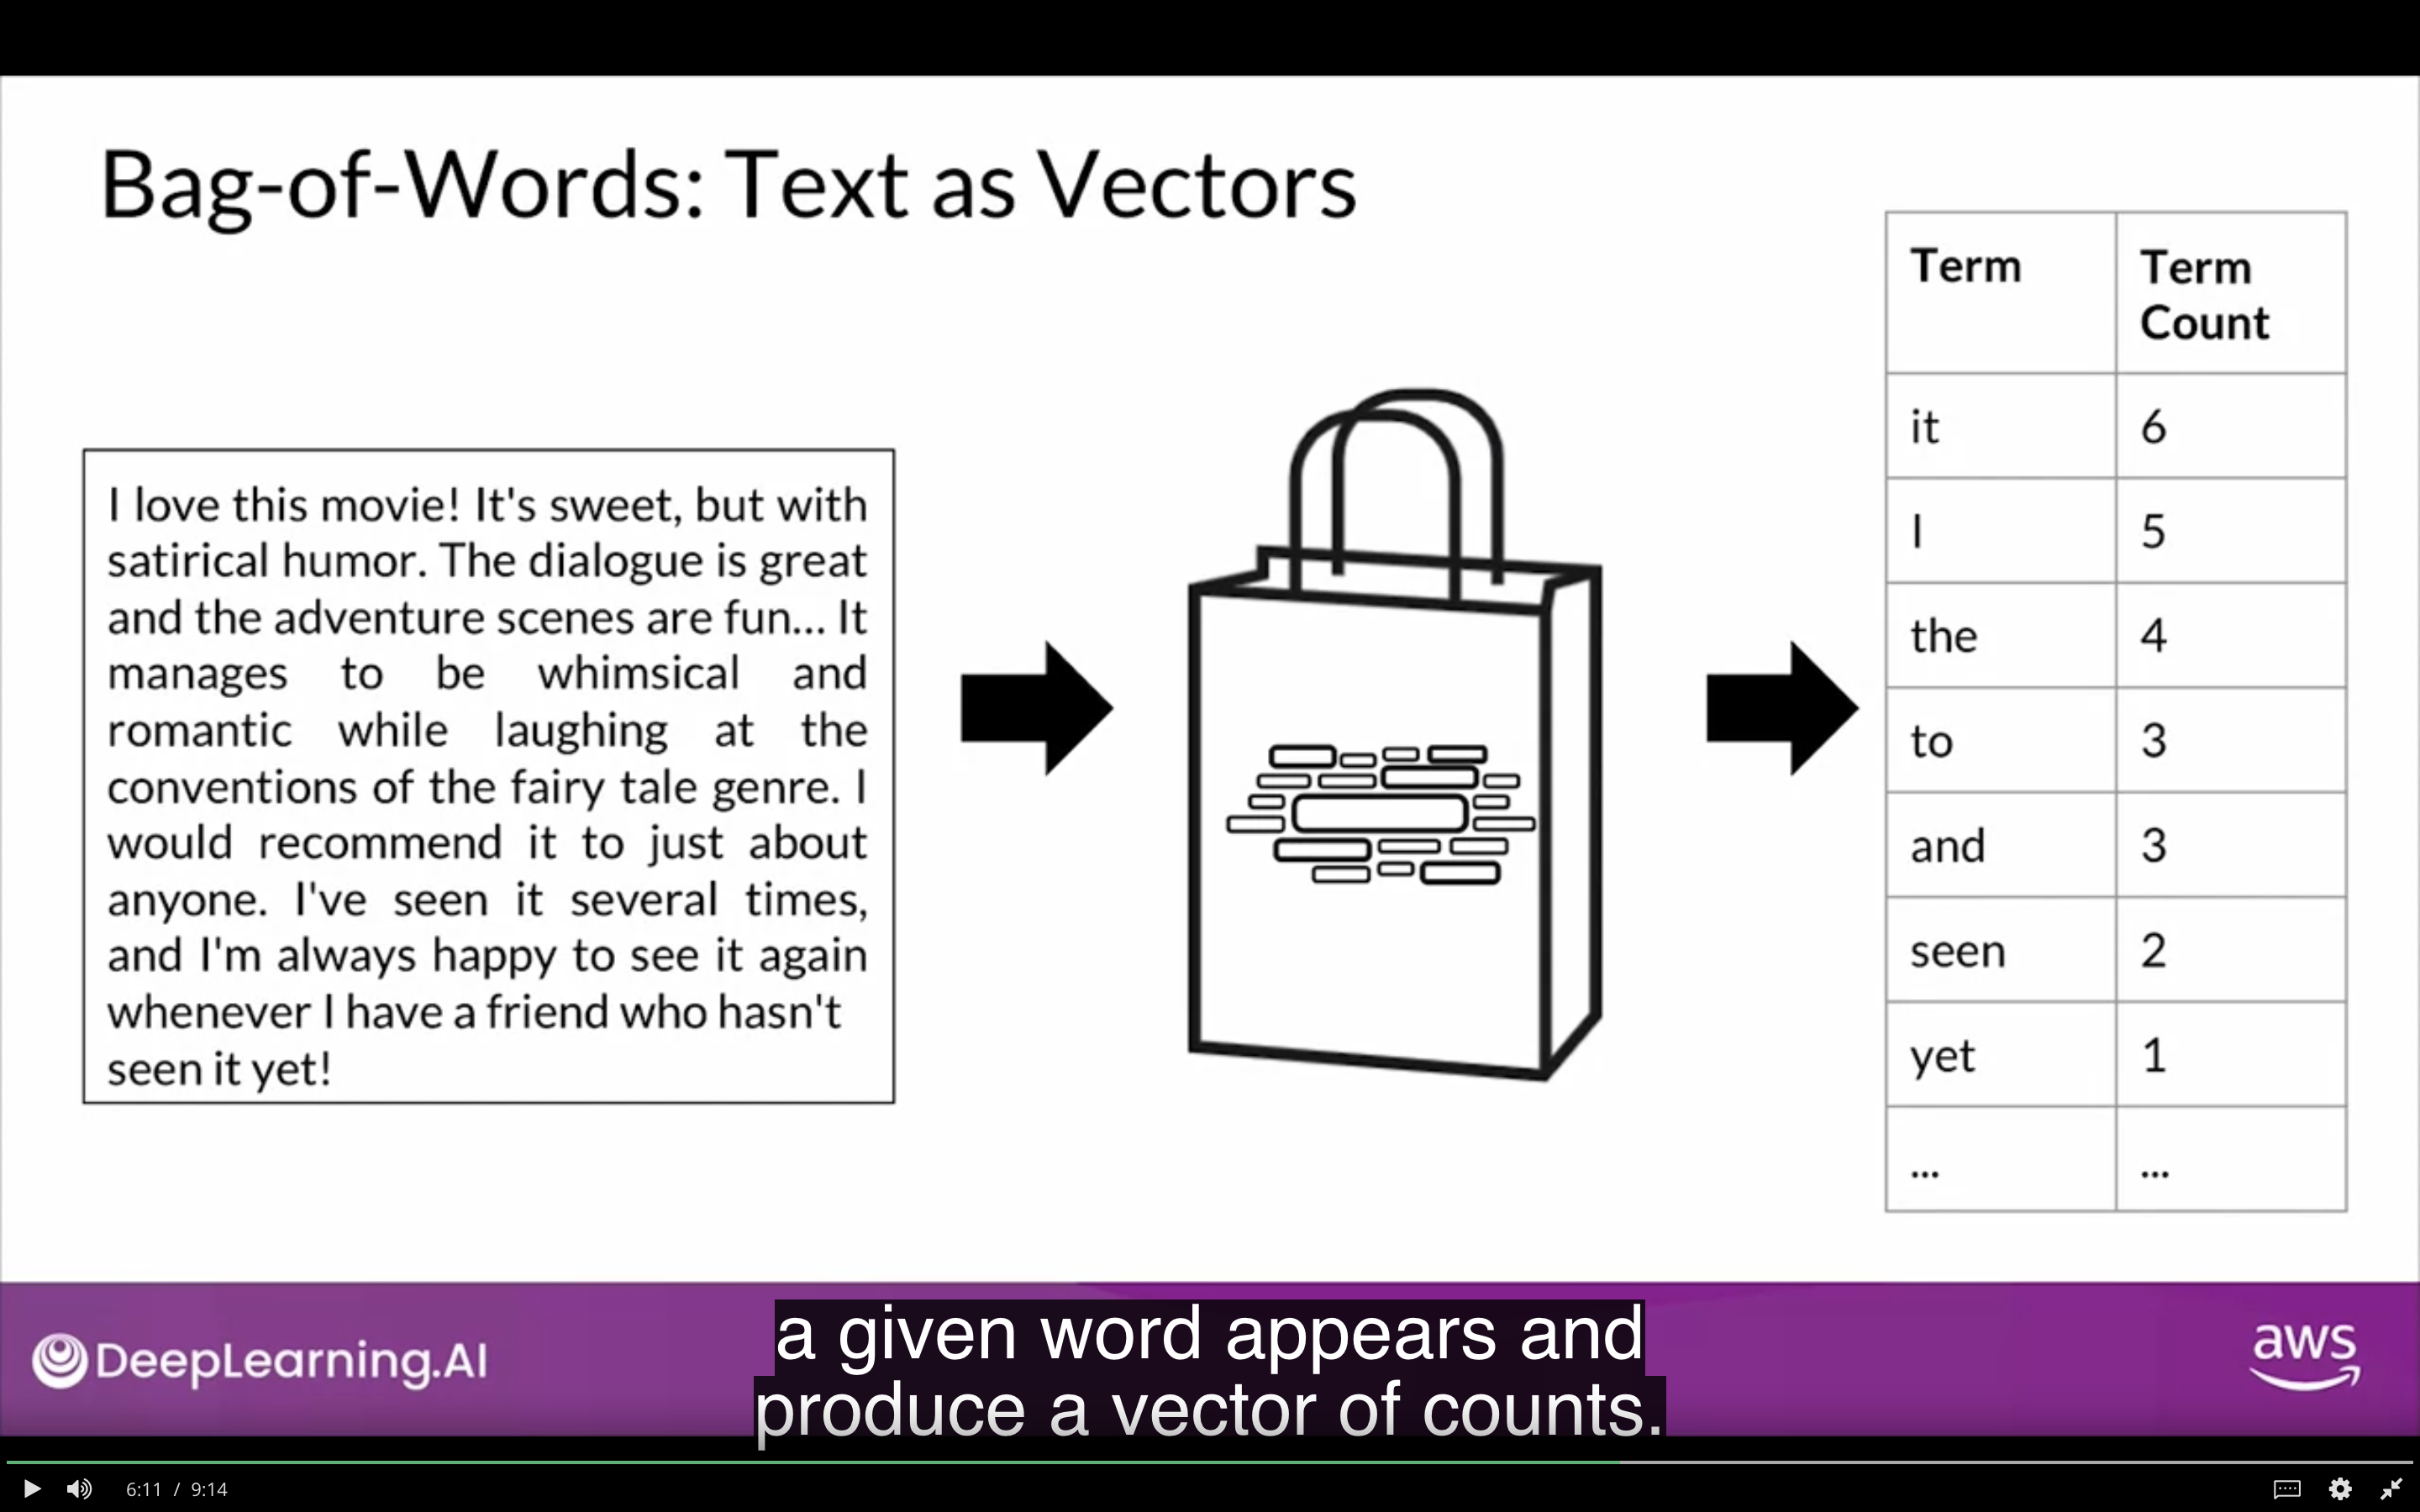 Bag-of-Words: Text as Vectors
I love this movie! It's sweet, but with
satirical humor. The dialogue is great
and the adventure scenes are fun... It
manages to be whimsical and
romantic while laughing at the
conventions of the fairy tale genre. I
would recommend it to just about
anyone. I've seen it several times,
and I'm always happy to see it again
whenever I have a friend who hasn't
seen it yet!
Term Term Count
it 6
I 5
the 4
to 3
and 3
seen 2
yet 1
... ...
DeepLearning.AI
a given word appears and
produce a vector of counts.
aws
6:11 / 9:14